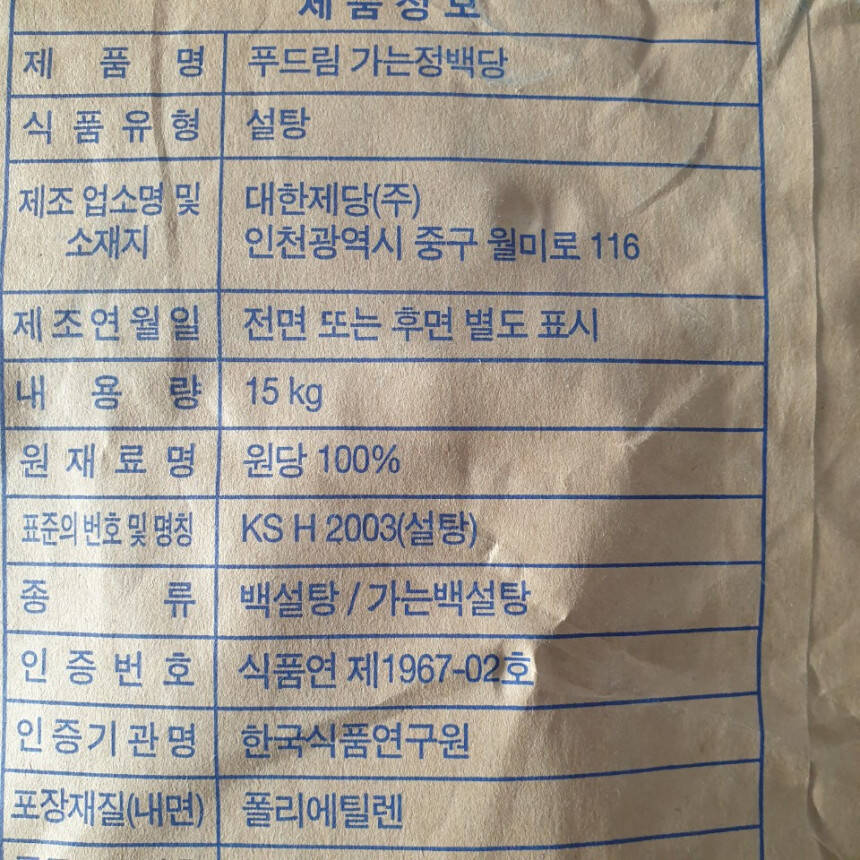 제품정보
제 품 명 푸드림 가는정백당
식 품 유 형 설탕
제조 업소명 및 대한제당(주)
소재지 인천광역시 중구 월미로 116
제조연월일 전면 또는 후면 별도 표시
내 용 량 15 kg
원 재 료 명 원당 100%
표준의 번호 및 명칭 KS H 2003(설탕)
종 류 백설탕 / 가는백설탕
인 증 번 호 식품연 제1967-02호
인증기관명 한국식품연구원
포장재질(내면) 폴리에틸렌